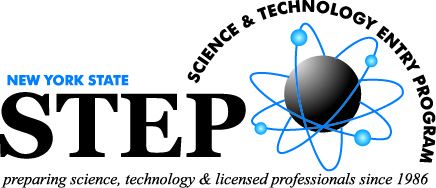 SCIENCE & TECHNOLOGY ENTRY PROGRAM
NEW YORK STATE
STEP
preparing science, technology & licensed professionals since 1986